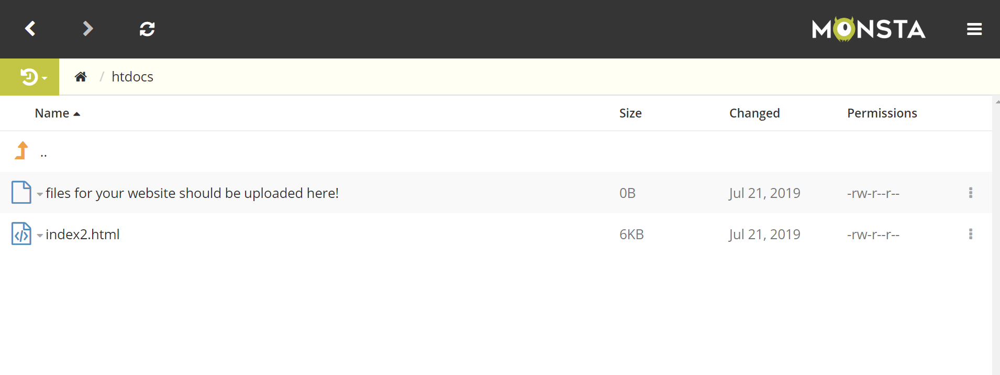 MONSTA
/ htdocs
Name Size Changed Permissions
..
files for your website should be uploaded here! 0B Jul 21, 2019 -rw-r--r--
index2.html 6KB Jul 21, 2019 -rw-r--r--